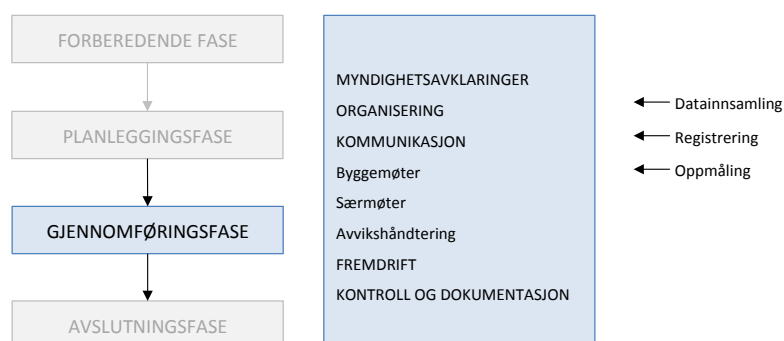 FORBEREDENDE FASE
PLANLEGGINGSFASE
GJENNOMFØRINGSFASE
AVSLUTNINGSFASE
MYNDIGHETSAVKLARINGER
ORGANISERING
KOMMUNIKASJON
Byggemøter
Særmøter
Avvikshåndtering
FREMDRIFT
KONTROLL OG DOKUMENTASJON
Datainnsamling
Registrering
Oppmåling